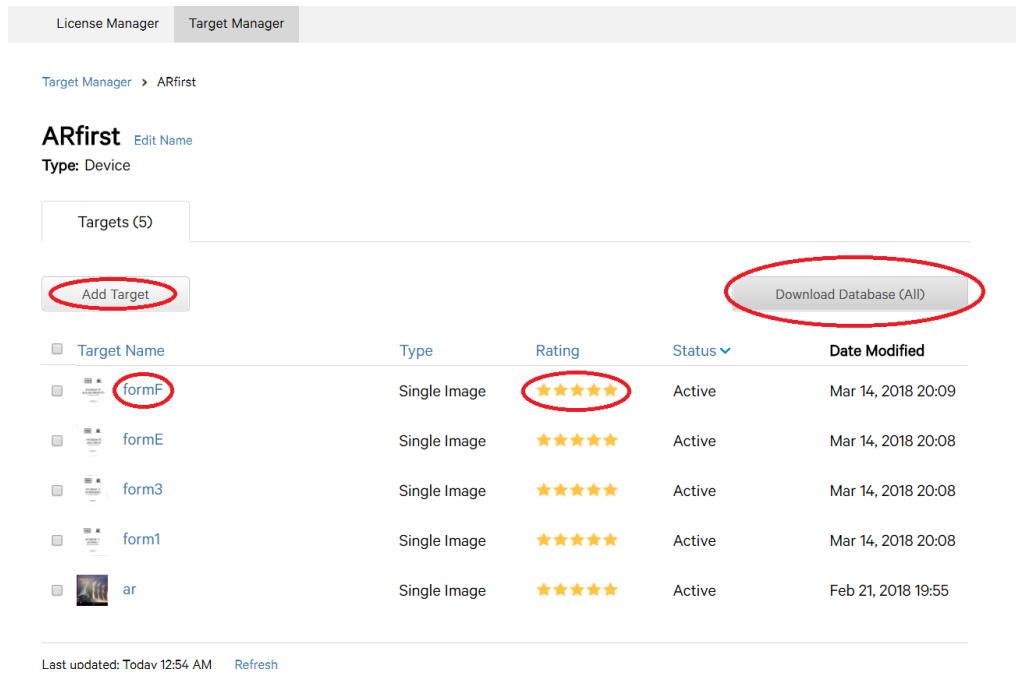 License Manager Target Manager
Target Manager › ARfirst
ARfirst Edit Name
Type: Device
Targets (5)
Add Target Download Database (All)
Target Name Type Rating Status Date Modified
formF Single Image Active Mar 14, 2018 20:09
formE Single Image Active Mar 14, 2018 20:08
form3 Single Image Active Mar 14, 2018 20:08
form1 Single Image Active Mar 14, 2018 20:08
ar Single Image Active Feb 21, 2018 19:55
Last updated: Today 12:54 AM Refresh